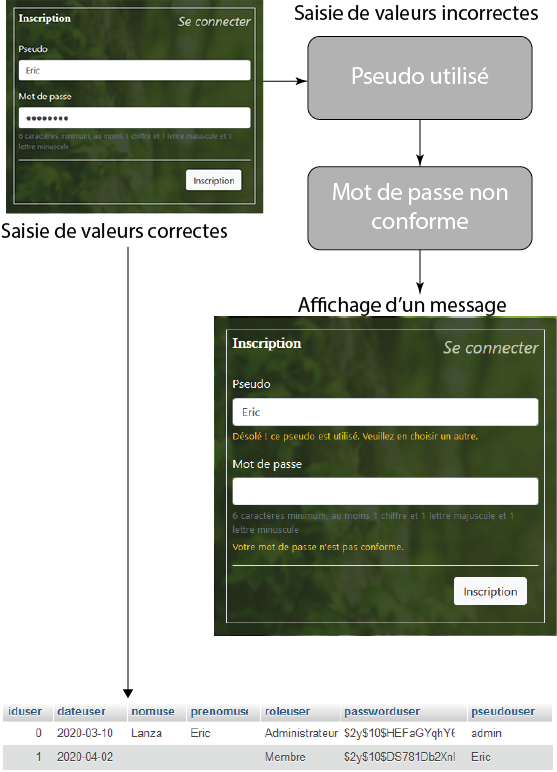 Saisie de valeurs incorrectes
Inscription
Se connecter
Pseudo
Eric
Mot de passe
6 caractères minimum, au moins 1 chiffre et 1 lettre majuscule et 1
lettre minuscule
Inscription
Pseudo utilisé
Mot de passe non
conforme
Saisie de valeurs correctes
Affichage d'un message
Inscription
Se connecter
Pseudo
Eric
Désolé ! ce pseudo est utilisé. Veuillez en choisir un autre.
Mot de passe
6 caractères minimum, au moins 1 chiffre et 1 lettre majuscule et 1
lettre minuscule
Votre mot de passe n'est pas conforme.
Inscription
iduser dateuser nomuse prenomuse roleuser passworduser pseudouser
0 2020-03-10 Lanza Eric Administrateur $2y$10$HEFaGYqhY6 admin
1 2020-04-02 Membre $2y$10$DS781Db2Xnl Eric